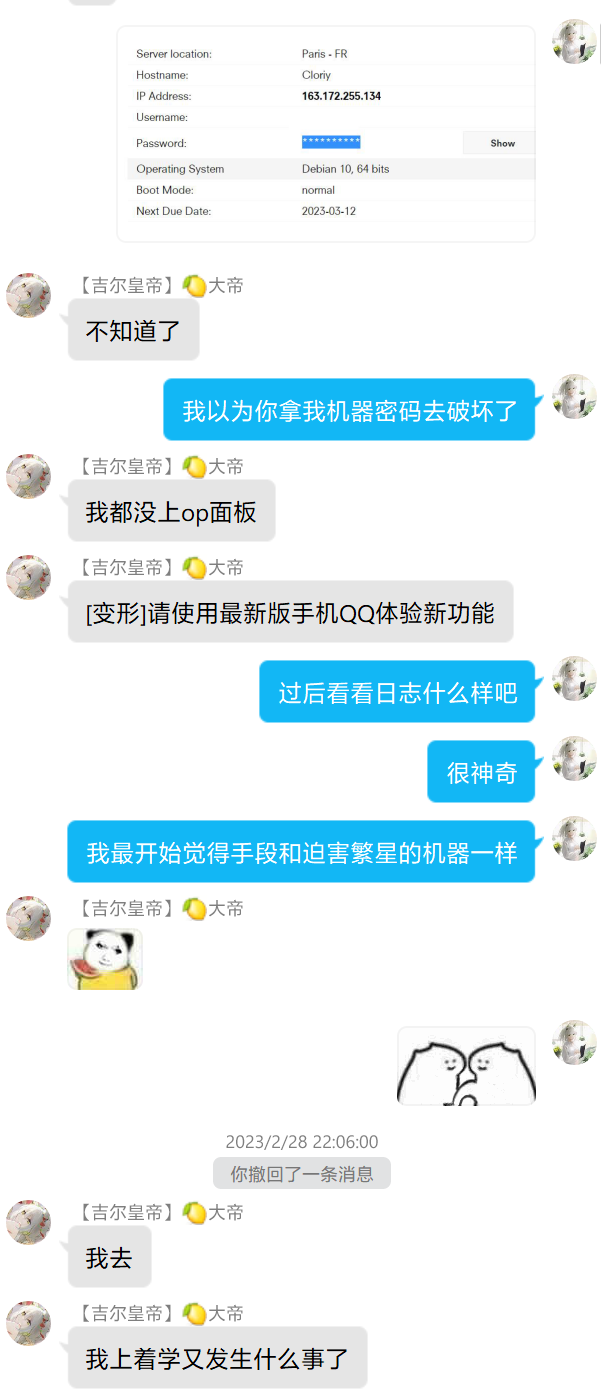 Server location: Paris - FR
Hostname: Cloriy
IP Address: 163.172.255.134
Username:
Password: ********** Show
Operating System Debian 10, 64 bits
Boot Mode: normal
Next Due Date: 2023-03-12
【吉尔皇帝】🍋大帝
不知道了
我以为你拿我机器密码去破坏了
【吉尔皇帝】🍋大帝
我都没上op面板
【吉尔皇帝】🍋大帝
[变形]请使用最新版手机QQ体验新功能
过后看看日志什么样吧
很神奇
我最开始觉得手段和迫害繁星的机器一样
【吉尔皇帝】🍋大帝
2023/2/28 22:06:00
你撤回了一条消息
【吉尔皇帝】🍋大帝
我去
【吉尔皇帝】🍋大帝
我上着学又发生什么事了